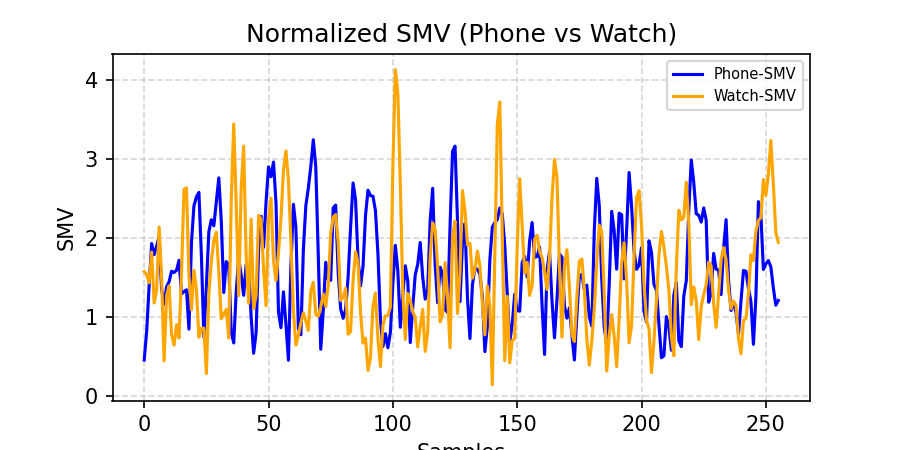 Normalized SMV (Phone vs Watch)
Phone-SMV
Watch-SMV
SMV
4
3
2
1
0
0 50 100 150 200 250
Samples